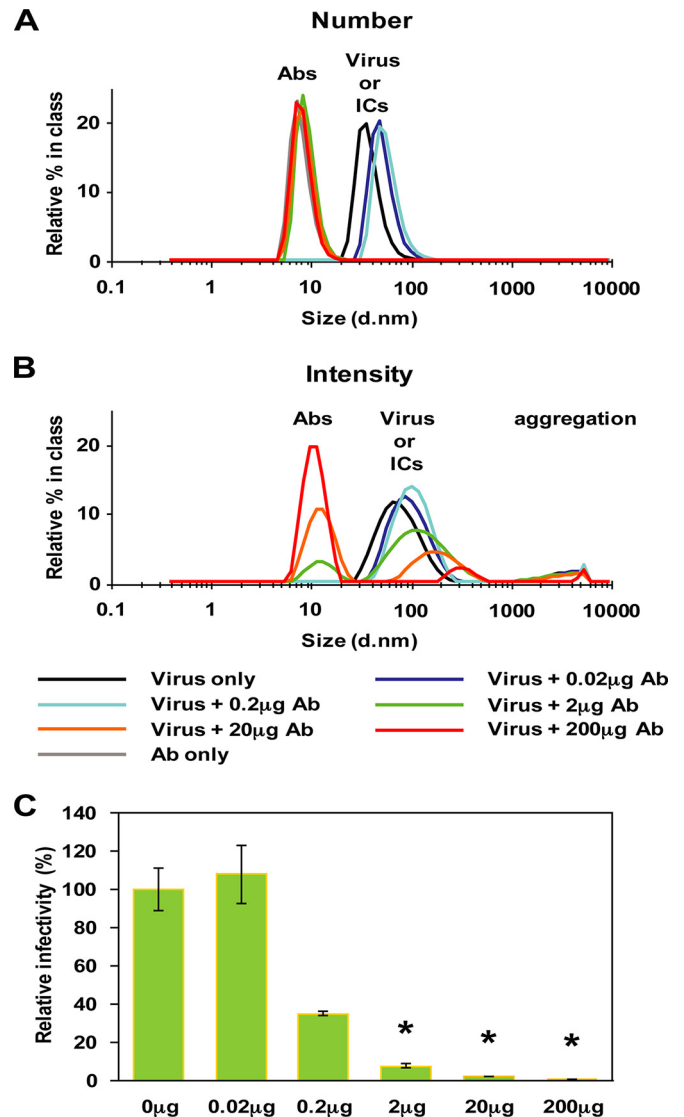 A
Number
Abs
Virus
or
ICs
Relative % in class
20
10
0
0.1 1 10 100 1000 10000
Size (d.nm)
B
Intensity
Abs
Virus
or
ICs
aggregation
Relative % in class
20
15
10
5
0
0.1 1 10 100 1000 10000
Size (d.nm)
Virus only
Virus + 0.02µg Ab
Virus + 0.2µg Ab
Virus + 2µg Ab
Virus + 20µg Ab
Virus + 200µg Ab
Ab only
C
Relative infectivity (%)
140
120
100
80
60
40
20
0
* * *
0µg 0.02µg 0.2µg 2µg 20µg 200µg